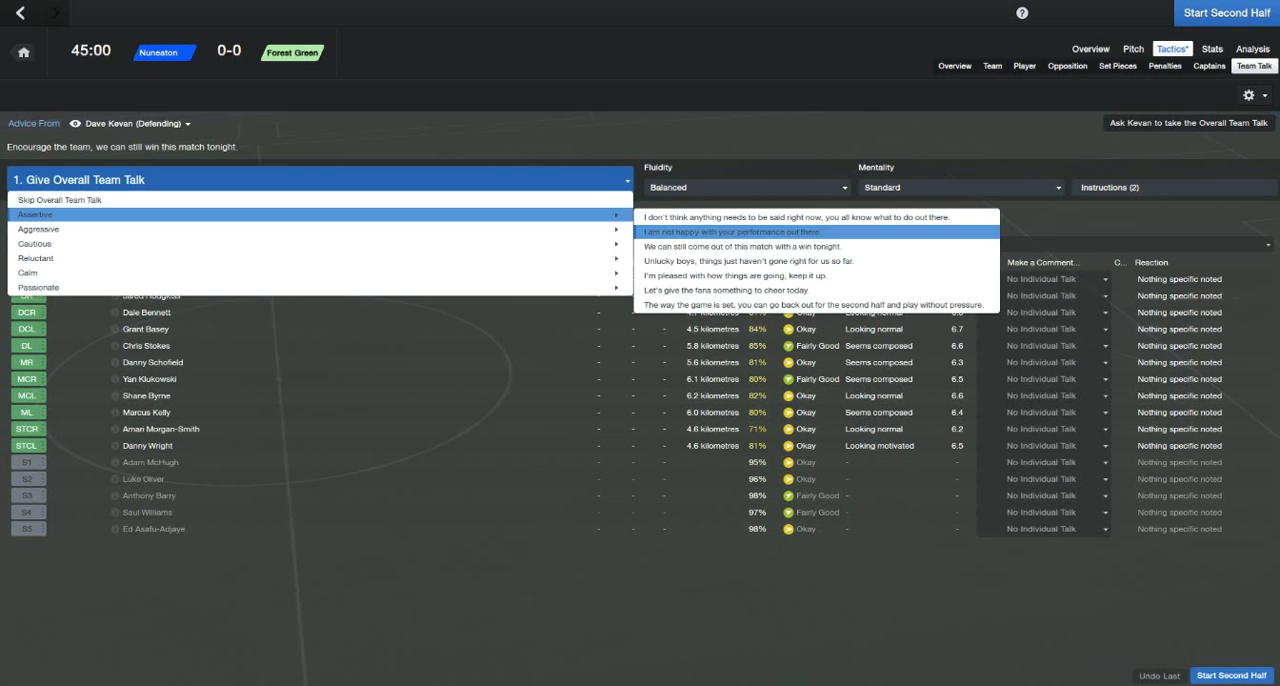 Start Second Half
45:00 Nuneaton 0-0 Forest Green
Overview Pitch Tactics* Stats Analysis
Overview Team Player Opposition Set Pieces Penalties Captains Team Talk
Advice From Dave Kevan (Defending) Ask Kevan to take the Overall Team Talk
Encourage the team, we can still win this match tonight.
Fluidity Mentality
1. Give Overall Team Talk Balanced Standard Instructions (2)
Skip Overall Team Talk
Assertive I don't think anything needs to be said right now, you all know what to do out there.
Aggressive I am not happy with your performance out there.
Cautious We can still come out of this match with a win tonight.
Reluctant Unlucky boys, things just haven't gone right for us so far. Make a Comment... C... Reaction
Calm I'm pleased with how things are going, keep it up. No Individual Talk Nothing specific noted
Passionate Let's give the fans something to cheer today. No Individual Talk Nothing specific noted
The way the game is set, you can go back out for the second half and play without pressure.
DCR Dale Bennett - No Individual Talk Nothing specific noted
DCL Grant Basey - - - 4.5 kilometres 84% Okay Looking normal 6.7 No Individual Talk Nothing specific noted
DL Chris Stokes - - - 5.8 kilometres 85% Fairly Good Seems composed 6.6 No Individual Talk Nothing specific noted
MR Danny Schofield - - - 5.6 kilometres 81% Okay Seems composed 6.3 No Individual Talk Nothing specific noted
MCR Yan Klukowski - - - 6.1 kilometres 80% Fairly Good Seems composed 6.5 No Individual Talk Nothing specific noted
MCL Shane Byrne - - - 6.2 kilometres 82% Okay Looking normal 6.6 No Individual Talk Nothing specific noted
ML Marcus Kelly - - - 6.0 kilometres 80% Okay Seems composed 6.4 No Individual Talk Nothing specific noted
STCR Amari Morgan-Smith - - - 4.6 kilometres 71% Okay Looking normal 6.2 No Individual Talk Nothing specific noted
STCL Danny Wright - - - 4.6 kilometres 81% Okay Looking motivated 6.5 No Individual Talk Nothing specific noted
S1 Adam McHugh 95% Okay - - No Individual Talk Nothing specific noted
S2 Luke Oliver 96% Okay - - No Individual Talk Nothing specific noted
S3 Anthony Barry 98% Fairly Good - - No Individual Talk Nothing specific noted
S4 Saul Williams 97% Fairly Good - - No Individual Talk Nothing specific noted
S5 Ed Asafu-Adjaye 98% Okay - - No Individual Talk Nothing specific noted
Undo Last Start Second Half